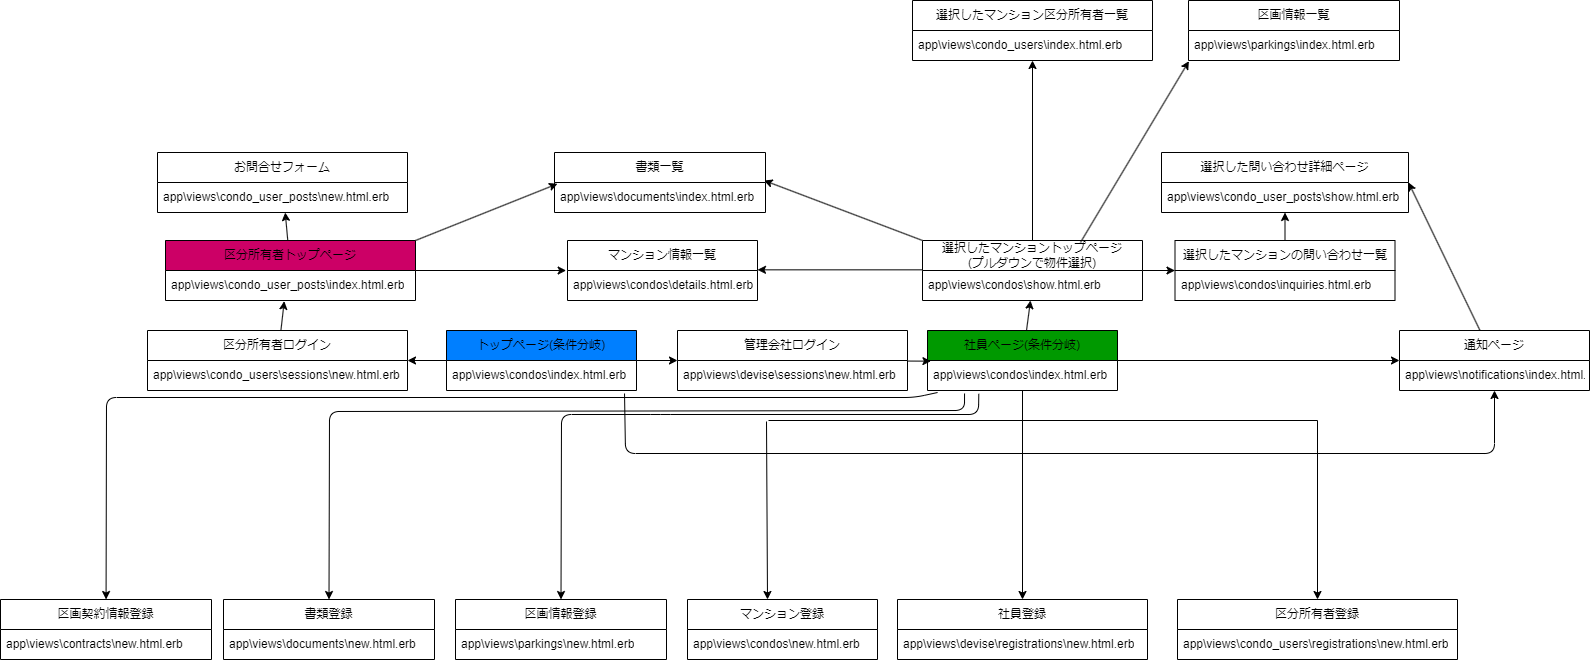 選択したマンション区分所有者一覧
app\views\condo_users\index.html.erb
区画情報一覧
app\views\parkings\index.html.erb
お問合せフォーム
app\views\condo_user_posts\new.html.erb
書類一覧
app\views\documents\index.html.erb
選択した問い合わせ詳細ページ
app\views\condo_user_posts\show.html.erb
区分所有者トップページ
app\views\condo_user_posts\index.html.erb
マンション情報一覧
app\views\condos\details.html.erb
選択したマンショントップページ
(プルダウンで物件選択)
app\views\condos\show.html.erb
選択したマンションの問い合わせ一覧
app\views\condos\inquiries.html.erb
区分所有者ログイン
app\views\condo_users\sessions\new.html.erb
トップページ(条件分岐)
app\views\condos\index.html.erb
管理会社ログイン
app\views\devise\sessions\new.html.erb
社員ページ(条件分岐)
app\views\condos\index.html.erb
通知ページ
app\views\notifications\index.html.
区画契約情報登録
app\views\contracts\new.html.erb
書類登録
app\views\documents\new.html.erb
区画情報登録
app\views\parkings\new.html.erb
マンション登録
app\views\condos\new.html.erb
社員登録
app\views\devise\registrations\new.html.erb
区分所有者登録
app\views\condo_users\registrations\new.html.erb